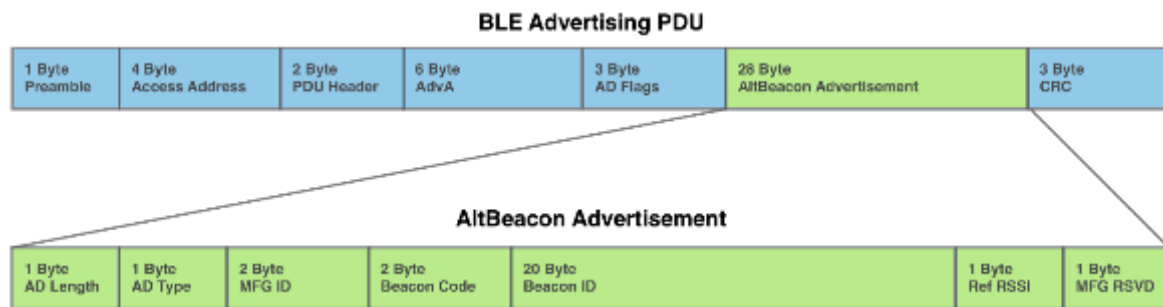 BLE Advertising PDU
1 Byte
Preamble
4 Byte
Access Address
2 Byte
PDU Header
6 Byte
AdvA
3 Byte
AD Flags
28 Byte
AltBeacon Advertisement
3 Byte
CRC
AltBeacon Advertisement
1 Byte
AD Length
1 Byte
AD Type
2 Byte
MFG ID
2 Byte
Beacon Code
20 Byte
Beacon ID
1 Byte
Ref RSSI
1 Byte
MFG RSVD